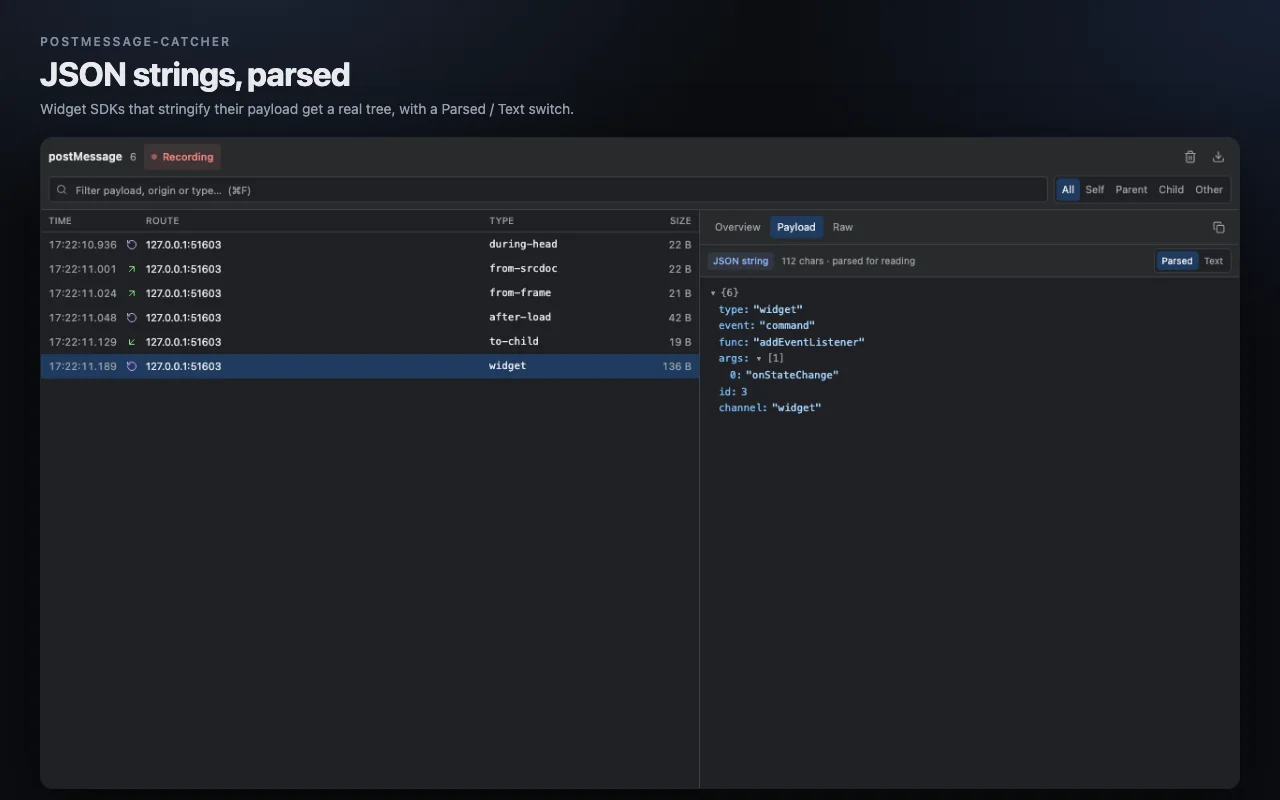 POSTMESSAGE-CATCHER
JSON strings, parsed
Widget SDKs that stringify their payload get a real tree, with a Parsed / Text switch.
postMessage 6 Recording
Filter payload, origin or type... (⌘F) All Self Parent Child Other
TIME ROUTE TYPE SIZE
17:22:10.936 127.0.0.1:51603 during-head 22 B
17:22:11.001 127.0.0.1:51603 from-srcdoc 22 B
17:22:11.024 127.0.0.1:51603 from-frame 21 B
17:22:11.048 127.0.0.1:51603 after-load 42 B
17:22:11.129 127.0.0.1:51603 to-child 19 B
17:22:11.189 127.0.0.1:51603 widget 136 B
Overview Payload Raw
JSON string 112 chars · parsed for reading Parsed Text
▾ {6}
type: "widget"
event: "command"
func: "addEventListener"
args: ▾ [1]
0: "onStateChange"
id: 3
channel: "widget"